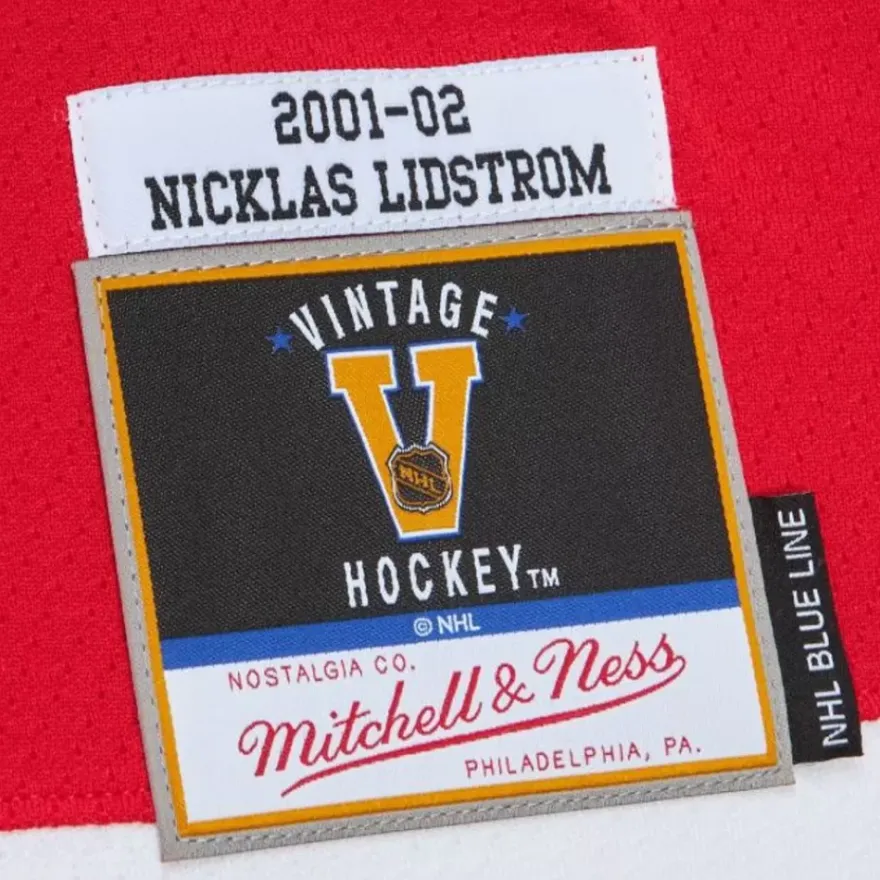 2001-02
NICKLAS LIDSTROM
VINTAGE
V
NHL
HOCKEY™
© NHL
NOSTALGIA CO.
Mitchell & Ness
PHILADELPHIA, PA.
NHL BLUE LINE